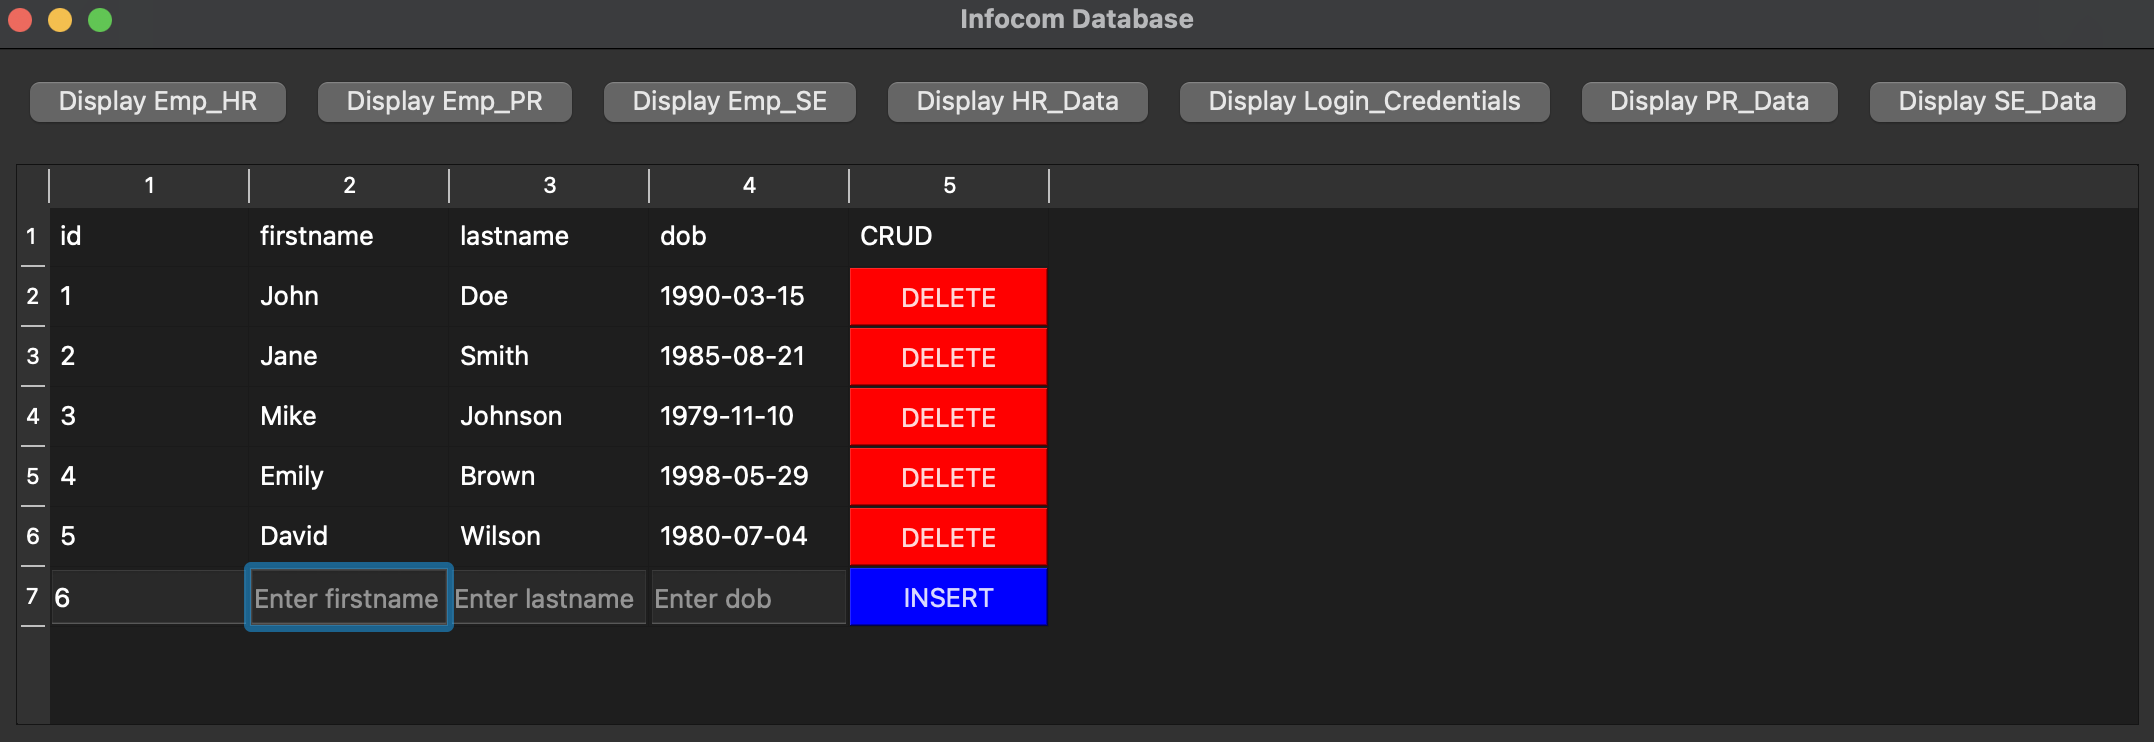 Infocom Database
Display Emp_HR Display Emp_PR Display Emp_SE Display HR_Data Display Login_Credentials Display PR_Data Display SE_Data
1 2 3 4 5
1 id firstname lastname dob CRUD
2 1 John Doe 1990-03-15 DELETE
3 2 Jane Smith 1985-08-21 DELETE
4 3 Mike Johnson 1979-11-10 DELETE
5 4 Emily Brown 1998-05-29 DELETE
6 5 David Wilson 1980-07-04 DELETE
7 6 Enter firstname Enter lastname Enter dob INSERT